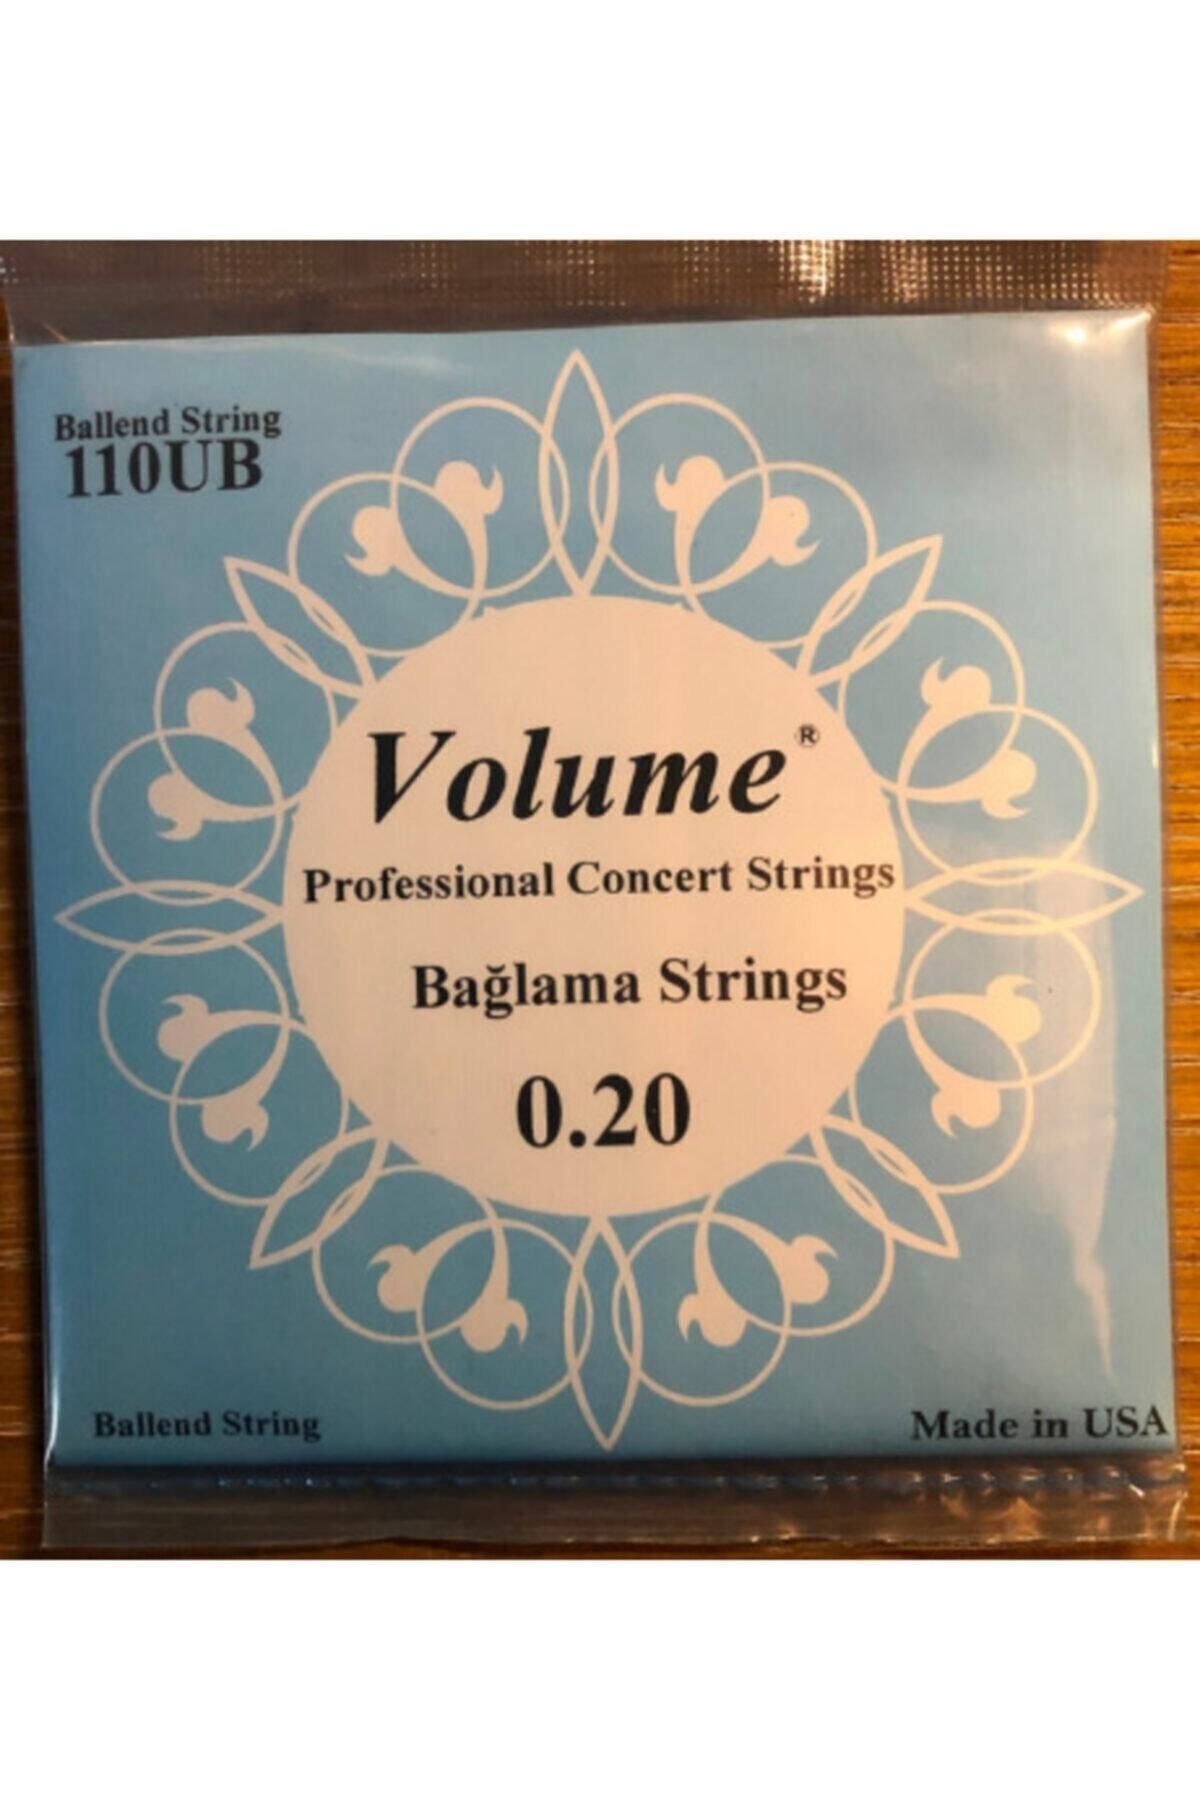 Ballend String
110UB
Volume®
Professional Concert Strings
Bağlama Strings
0.20
Ballend String
Made in USA